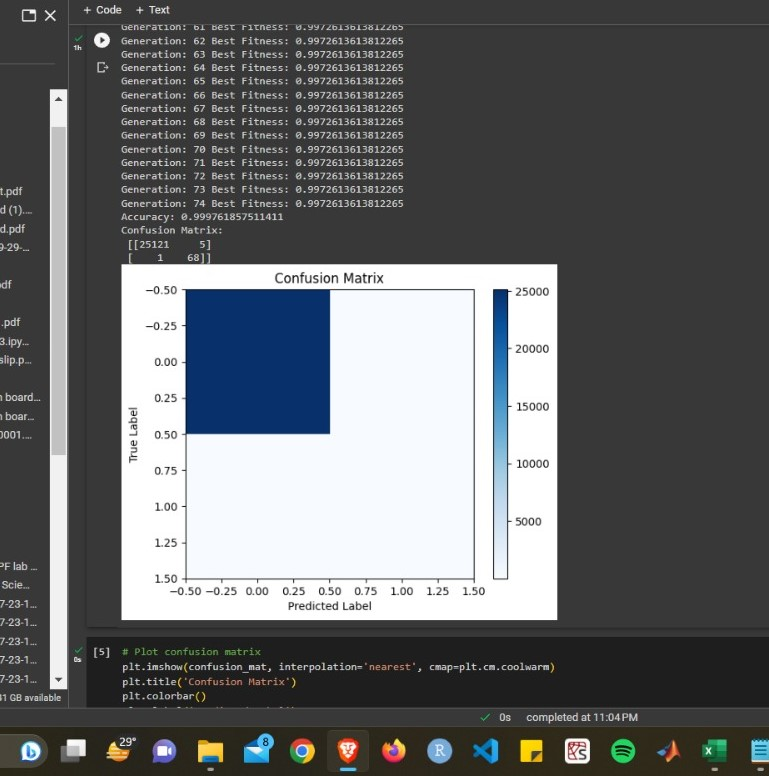 + Code + Text
Generation: 61 Best Fitness: 0.9972613613812265
1h
Generation: 62 Best Fitness: 0.9972613613812265
Generation: 63 Best Fitness: 0.9972613613812265
Generation: 64 Best Fitness: 0.9972613613812265
Generation: 65 Best Fitness: 0.9972613613812265
Generation: 66 Best Fitness: 0.9972613613812265
Generation: 67 Best Fitness: 0.9972613613812265
Generation: 68 Best Fitness: 0.9972613613812265
Generation: 69 Best Fitness: 0.9972613613812265
Generation: 70 Best Fitness: 0.9972613613812265
Generation: 71 Best Fitness: 0.9972613613812265
Generation: 72 Best Fitness: 0.9972613613812265
Generation: 73 Best Fitness: 0.9972613613812265
Generation: 74 Best Fitness: 0.9972613613812265
Accuracy: 0.999761857511411
Confusion Matrix:
[[25121 5]
[ 1 68]]
Confusion Matrix
−0.50
−0.25
0.00
0.25
0.50
0.75
1.00
1.25
1.50
True Label
−0.50 −0.25 0.00 0.25 0.50 0.75 1.00 1.25 1.50
Predicted Label
25000
20000
15000
10000
5000
t.pdf
d (1)....
d.pdf
9-29-...
df
.pdf
3.ipy...
slip.p...
n board...
n boar...
0001....
PF lab ...
Scie...
7-23-1...
7-23-1...
7-23-1...
7-23-1...
7-23-1...
31 GB available
[5] # Plot confusion matrix
0s
plt.imshow(confusion_mat, interpolation='nearest', cmap=plt.cm.coolwarm)
plt.title('Confusion Matrix')
plt.colorbar()
0s completed at 11:04 PM
29°
8
R